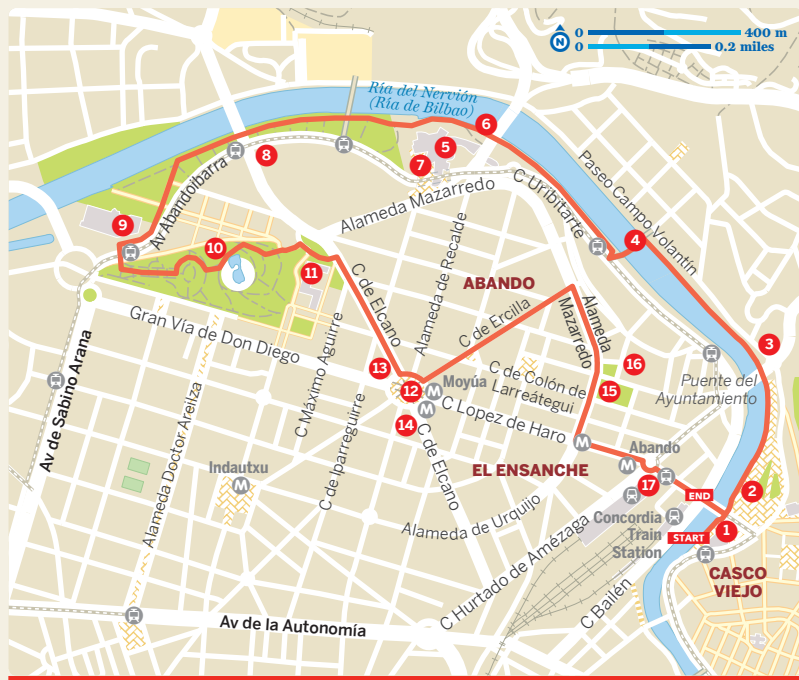 0 400 m
N
0 0.2 miles
Ría del Nervión
(Ría de Bilbao)
6
5
8
7
Paseo Campo Volantín
C Uribitarte
Av Abandoibarra
Alameda Mazarredo
9
4
10
11
Alameda de Recalde
ABANDO
C de Elcano
C de Ercilla
Alameda
Mazarredo
Gran Vía de Don Diego
C Máximo Aguirre
3
13
16
12
Moyúa
C de Colón de
Larreátegui
15
Puente del
Ayuntamiento
14
C Lopez de Haro
M
M
M
M
M
Av de Sabino Arana
Alameda Doctor Areilza
C de Iparreguirre
C de Elcano
Abando
Indautxu
EL ENSANCHE
17
2
END
Alameda de Urquijo
Concordia
Train
Station
START
1
C Hurtado de Amézaga
C Bailén
CASCO
VIEJO
Av de la Autonomía